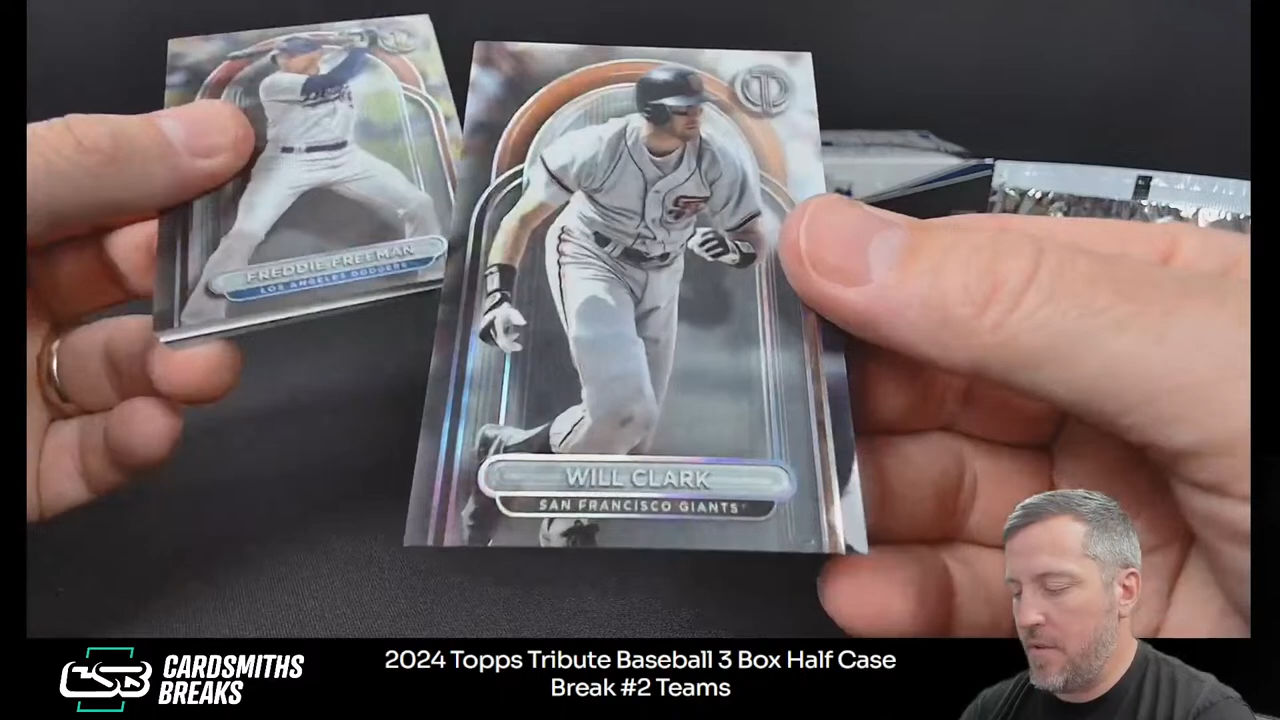 FREDDIE FREEMAN
LOS ANGELES DODGERS
WILL CLARK
SAN FRANCISCO GIANTS
CSB
CARDSMITHS
BREAKS
2024 Topps Tribute Baseball 3 Box Half Case
Break #2 Teams